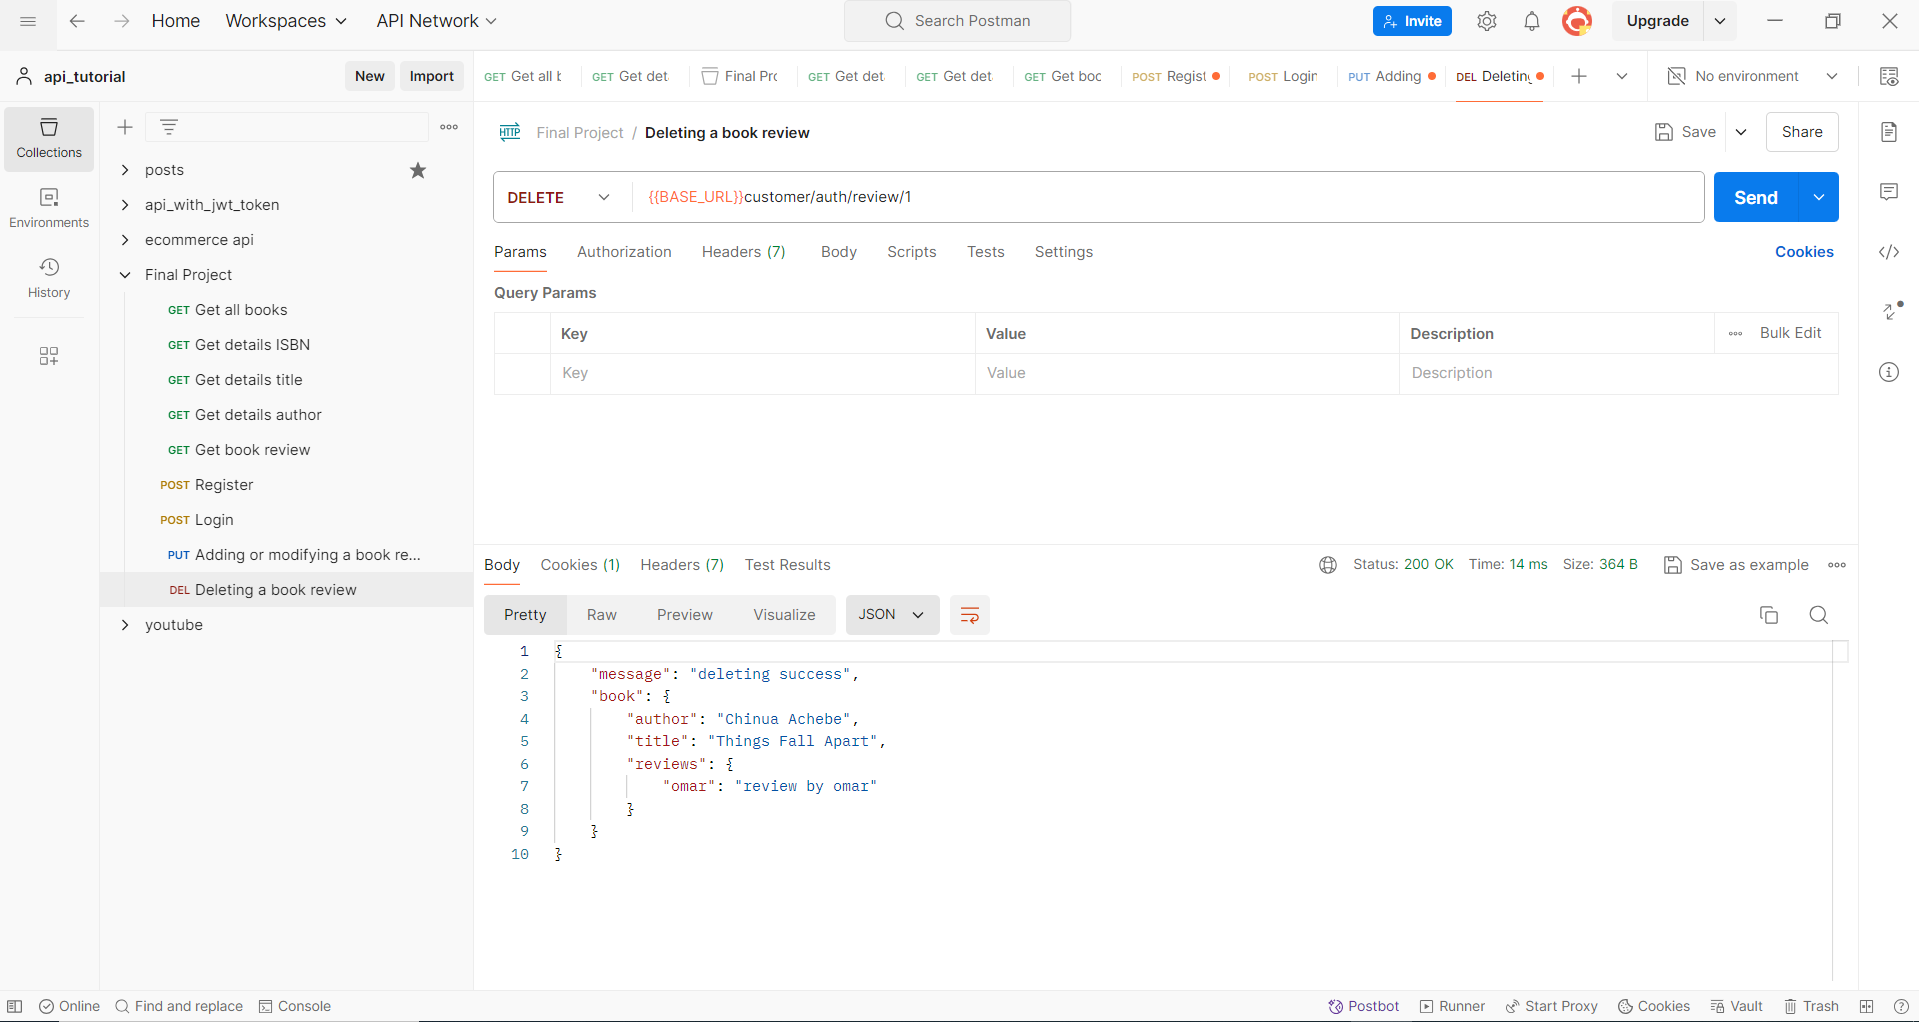 Home Workspaces API Network Search Postman Invite Upgrade
api_tutorial New Import GET Get all b GET Get det Final Pro GET Get det GET Get det GET Get boo POST Regist POST Login PUT Adding DEL Deleting No environment
Collections
Environments
History
posts
api_with_jwt_token
ecommerce api
Final Project
GET Get all books
GET Get details ISBN
GET Get details title
GET Get details author
GET Get book review
POST Register
POST Login
PUT Adding or modifying a book re...
DEL Deleting a book review
youtube
HTTP Final Project / Deleting a book review Save Share
DELETE {{BASE_URL}}customer/auth/review/1 Send
Params Authorization Headers (7) Body Scripts Tests Settings Cookies
Query Params
Key Value Description Bulk Edit
Key Value Description
Body Cookies (1) Headers (7) Test Results Status: 200 OK Time: 14 ms Size: 364 B Save as example
Pretty Raw Preview Visualize JSON
1 {
2 "message": "deleting success",
3 "book": {
4 "author": "Chinua Achebe",
5 "title": "Things Fall Apart",
6 "reviews": {
7 "omar": "review by omar"
8 }
9 }
10 }
Online Find and replace Console Postbot Runner Start Proxy Cookies Vault Trash